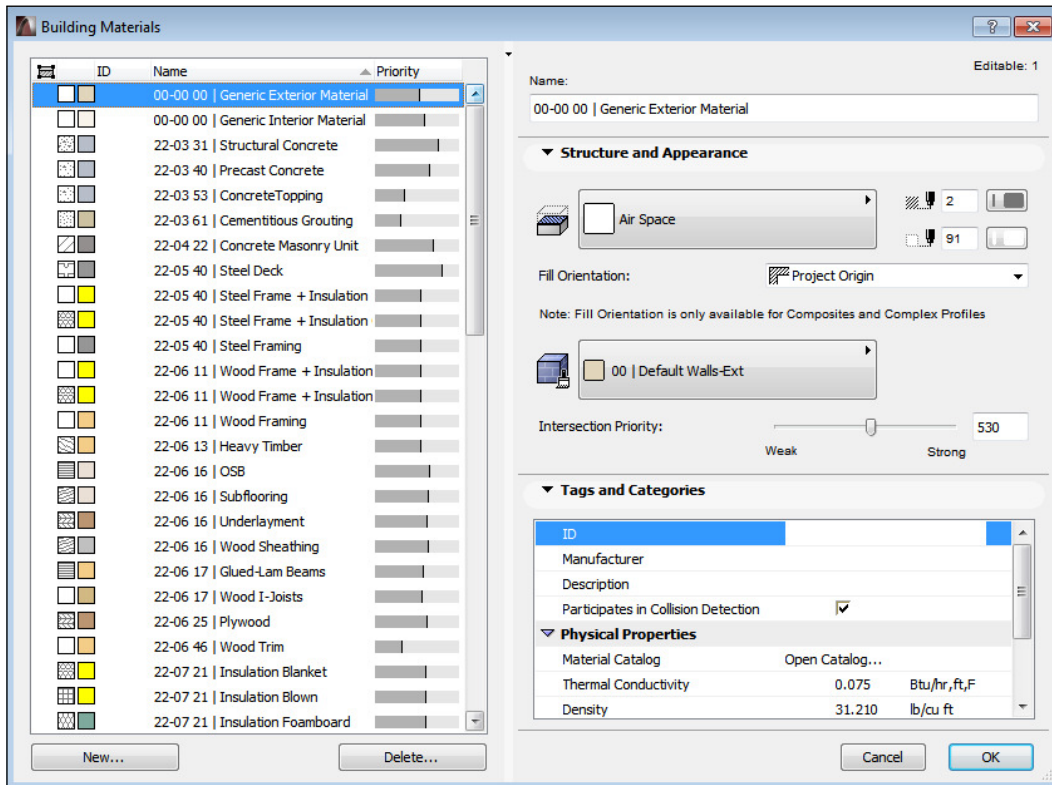 Building Materials
ID Name Priority
00-00 00 | Generic Exterior Material
00-00 00 | Generic Interior Material
22-03 31 | Structural Concrete
22-03 40 | Precast Concrete
22-03 53 | ConcreteTopping
22-03 61 | Cementitious Grouting
22-04 22 | Concrete Masonry Unit
22-05 40 | Steel Deck
22-05 40 | Steel Frame + Insulation
22-05 40 | Steel Frame + Insulation
22-05 40 | Steel Framing
22-06 11 | Wood Frame + Insulation
22-06 11 | Wood Frame + Insulation
22-06 11 | Wood Framing
22-06 13 | Heavy Timber
22-06 16 | OSB
22-06 16 | Subflooring
22-06 16 | Underlayment
22-06 16 | Wood Sheathing
22-06 17 | Glued-Lam Beams
22-06 17 | Wood I-Joists
22-06 25 | Plywood
22-06 46 | Wood Trim
22-07 21 | Insulation Blanket
22-07 21 | Insulation Blown
22-07 21 | Insulation Foamboard
New... Delete...
Editable: 1
Name:
00-00 00 | Generic Exterior Material
Structure and Appearance
Air Space
2
91
Fill Orientation: Project Origin
Note: Fill Orientation is only available for Composites and Complex Profiles
00 | Default Walls-Ext
Intersection Priority: 530
Weak Strong
Tags and Categories
ID
Manufacturer
Description
Participates in Collision Detection
Physical Properties
Material Catalog Open Catalog...
Thermal Conductivity 0.075 Btu/hr,ft,F
Density 31.210 lb/cu ft
Cancel OK